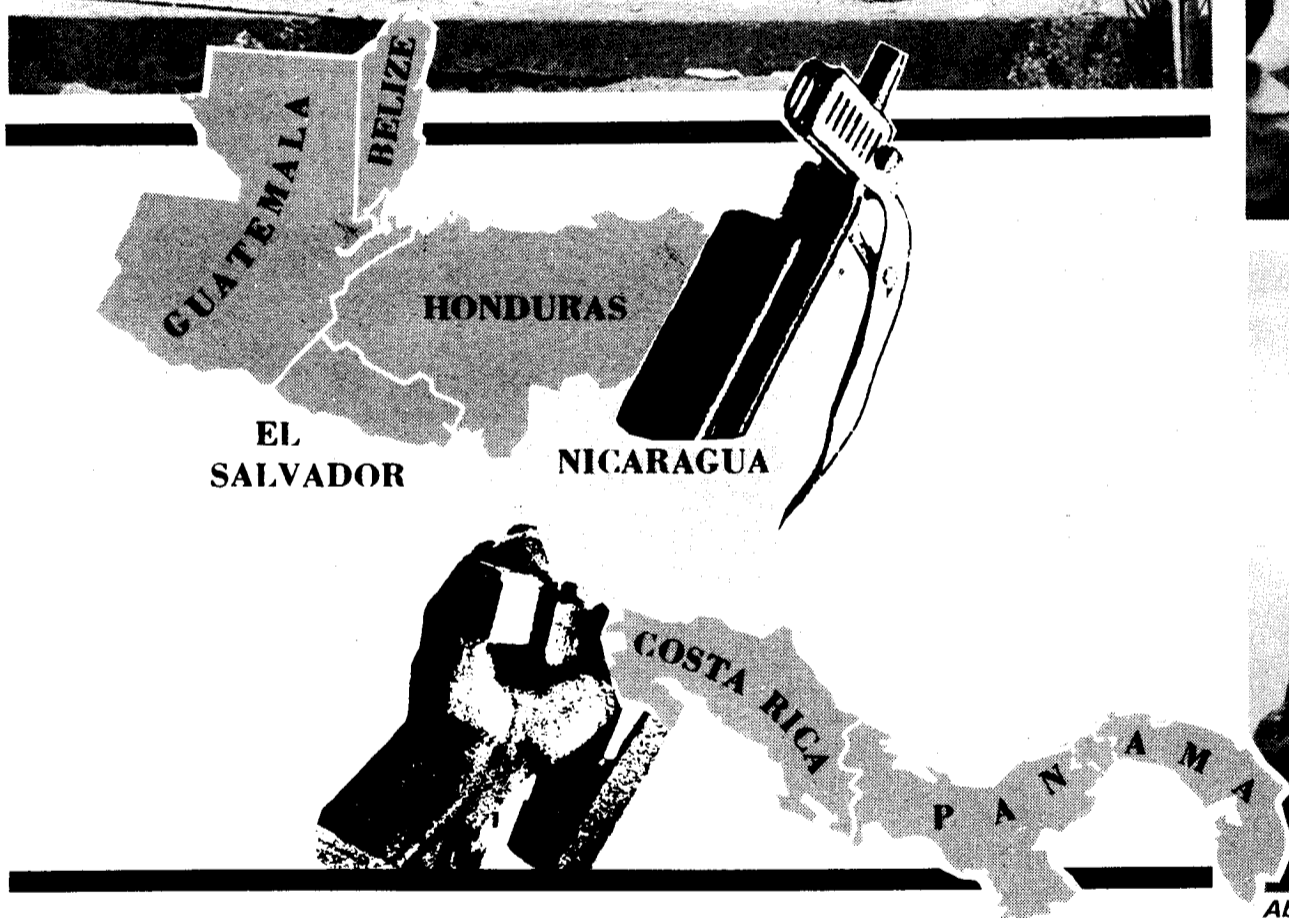 BELIZE
GUATEMALA
HONDURAS
EL
SALVADOR
NICARAGUA
COSTA RICA
PANAMA